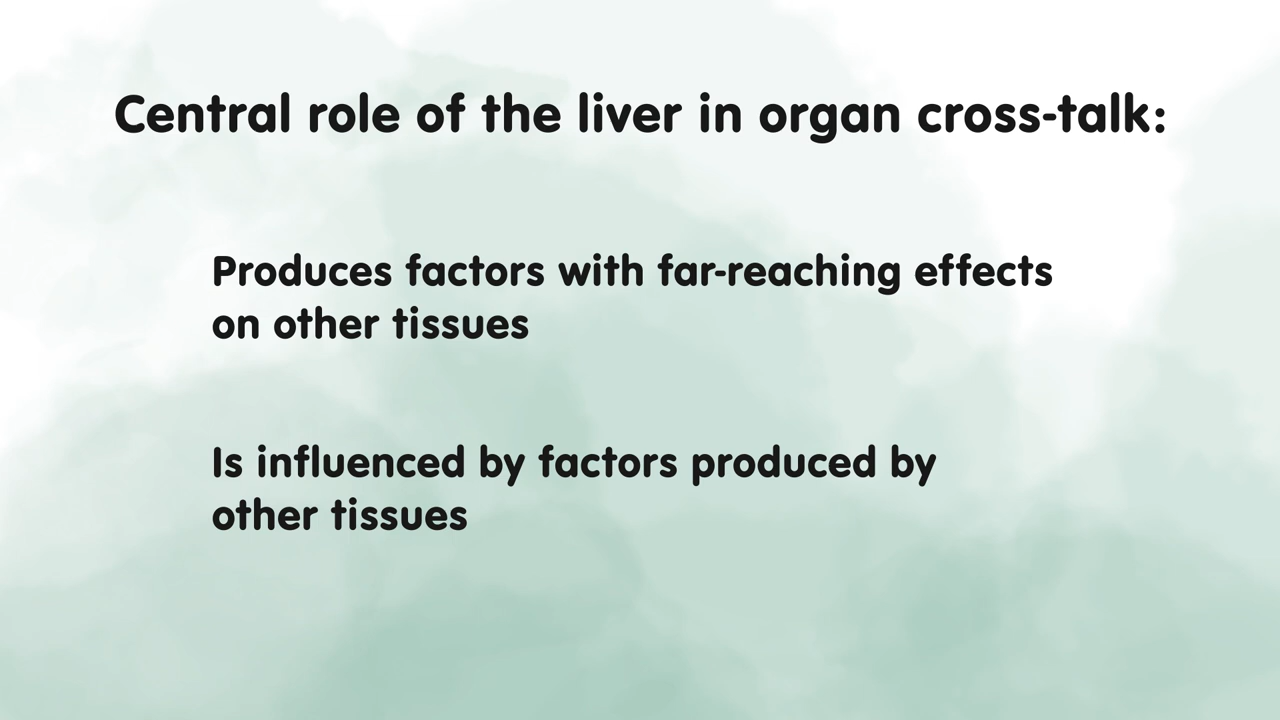 Central role of the liver in organ cross-talk:
Produces factors with far-reaching effects
on other tissues
Is influenced by factors produced by
other tissues